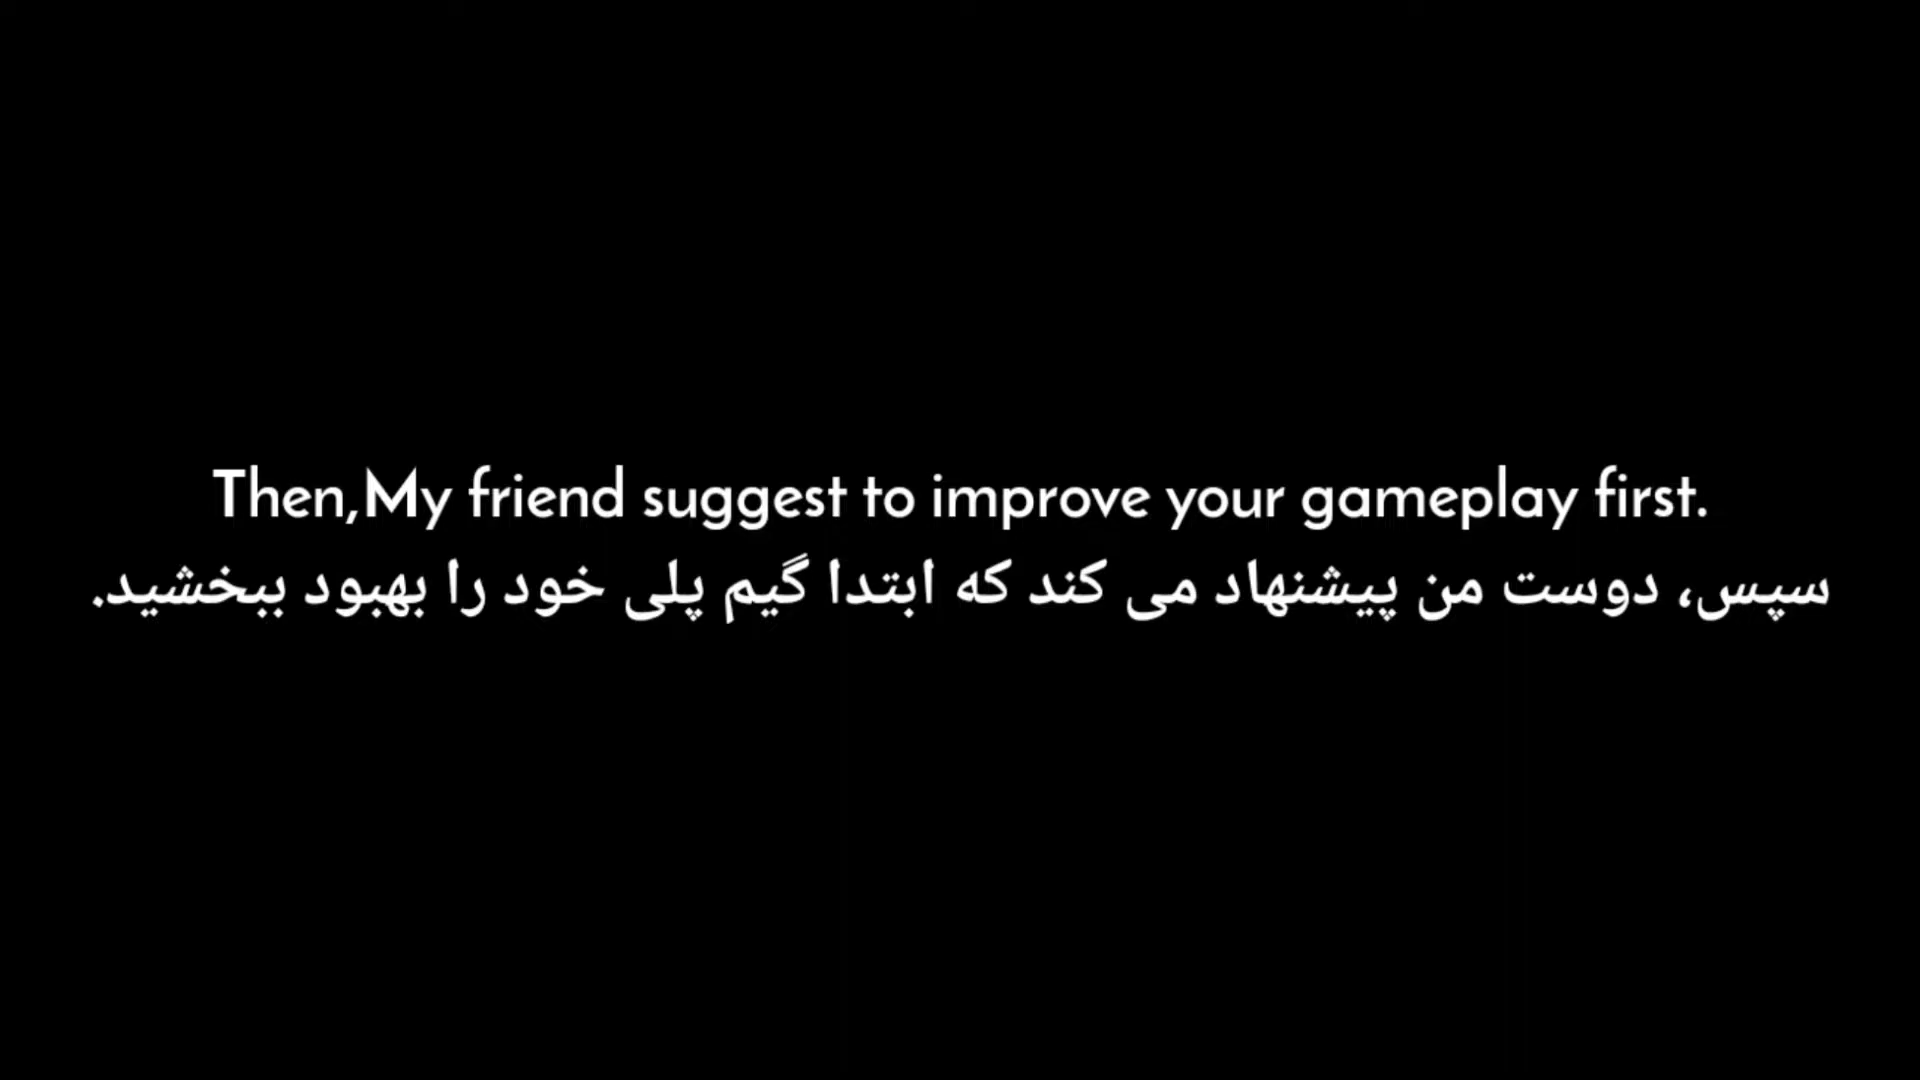 Then,My friend suggest to improve your gameplay first.
سپس، دوست من پیشنهاد می کند که ابتدا گیم پلی خود را بهبود ببخشید.